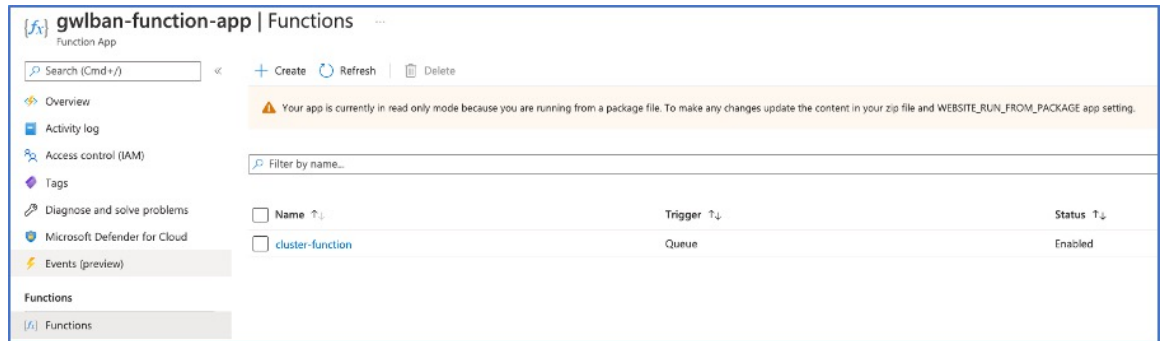 gwlban-function-app | Functions ...
Function App
Search (Cmd+/)
«
+ Create Refresh Delete
Overview
Activity log
Access control (IAM)
Tags
Diagnose and solve problems
Microsoft Defender for Cloud
Events (preview)
Functions
Functions
Your app is currently in read only mode because you are running from a package file. To make any changes update the content in your zip file and WEBSITE_RUN_FROM_PACKAGE app setting.
Filter by name...
Name ↑↓ Trigger ↑↓ Status ↑↓
cluster-function Queue Enabled